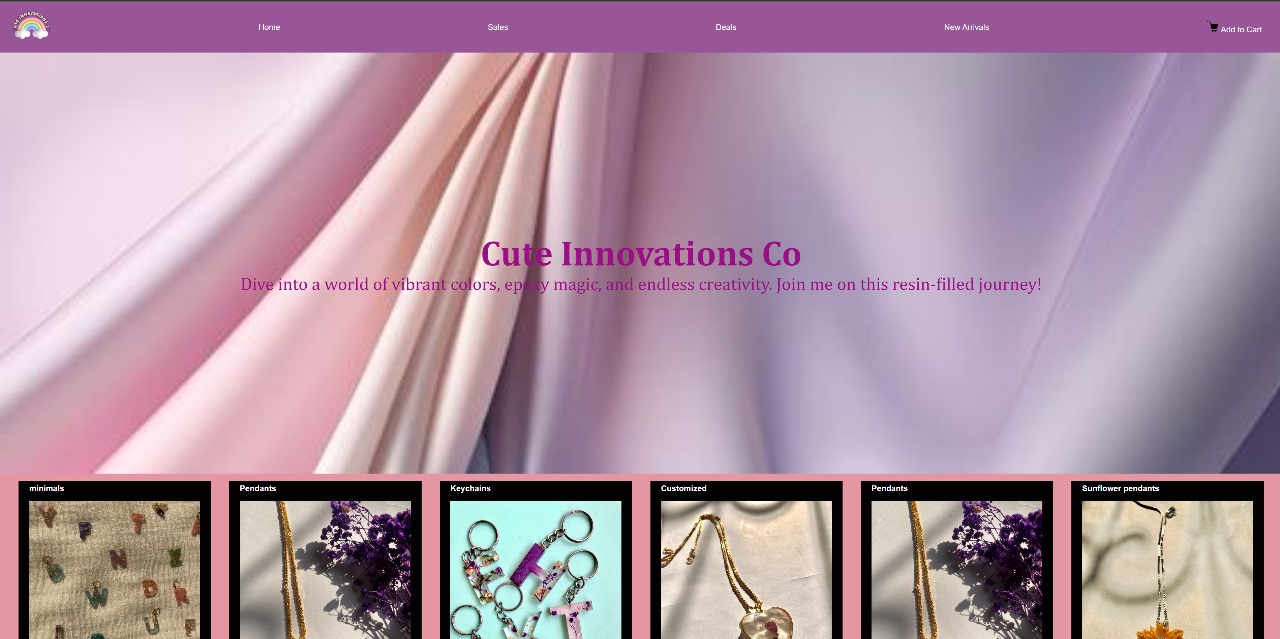 Home Sales Deals New Arrivals Add to Cart
Cute Innovations Co
Dive into a world of vibrant colors, epoxy magic, and endless creativity. Join me on this resin-filled journey!
minimals Pendants Keychains Customized Pendants Sunflower pendants